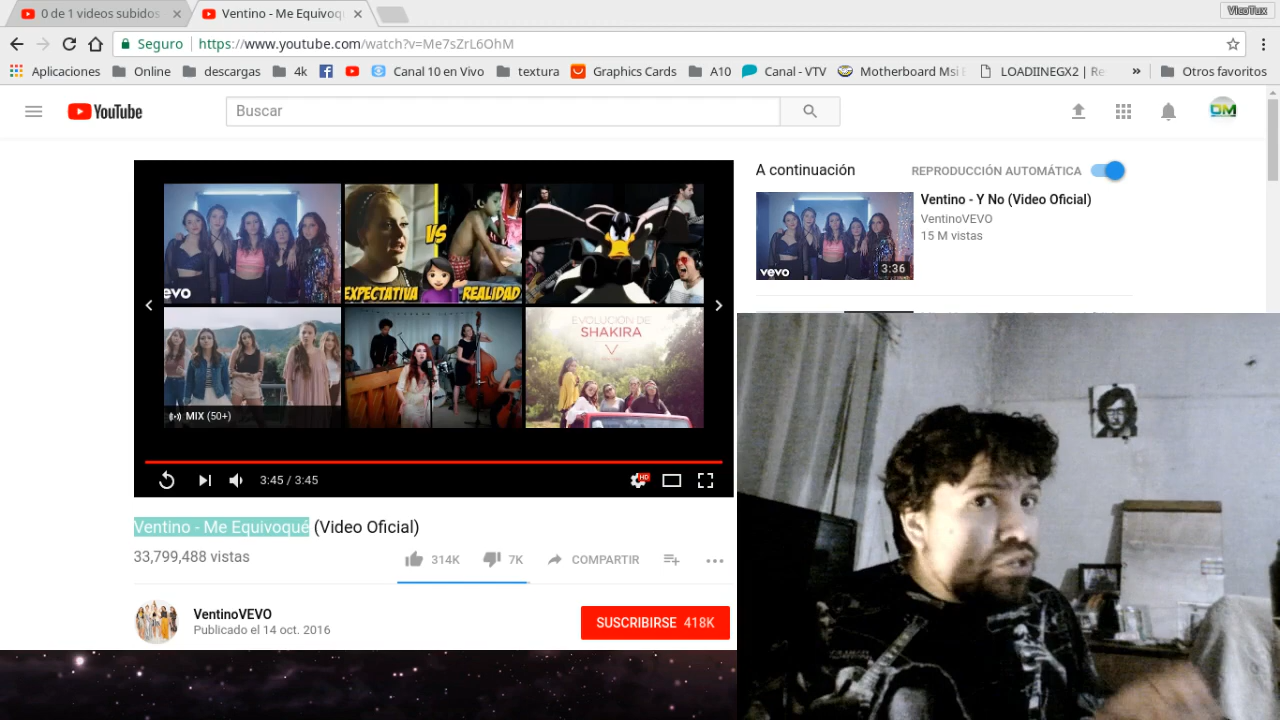 0 de 1 videos subidos
Ventino - Me Equivoqu
VicoTux
Seguro
https://www.youtube.com/watch?v=Me7sZrL6OhM
Aplicaciones
Online
descargas
4k
Canal 10 en Vivo
textura
Graphics Cards
A10
Canal - VTV
Motherboard Msi E
LOADIINEGX2 | Re
»
Otros favoritos
YouTube
Buscar
OM
A continuación
REPRODUCCIÓN AUTOMÁTICA
evo
VS
EXPECTATIVA
REALIDAD
EVOLUCIÓN DE
SHAKIRA
MIX (50+)
vevo
3:36
Ventino - Y No (Video Oficial)
VentinoVEVO
15 M vistas
3:45 / 3:45
HD
Ventino - Me Equivoqué (Video Oficial)
33,799,488 vistas
314K
7K
COMPARTIR
VentinoVEVO
Publicado el 14 oct. 2016
SUSCRIBIRSE 418K